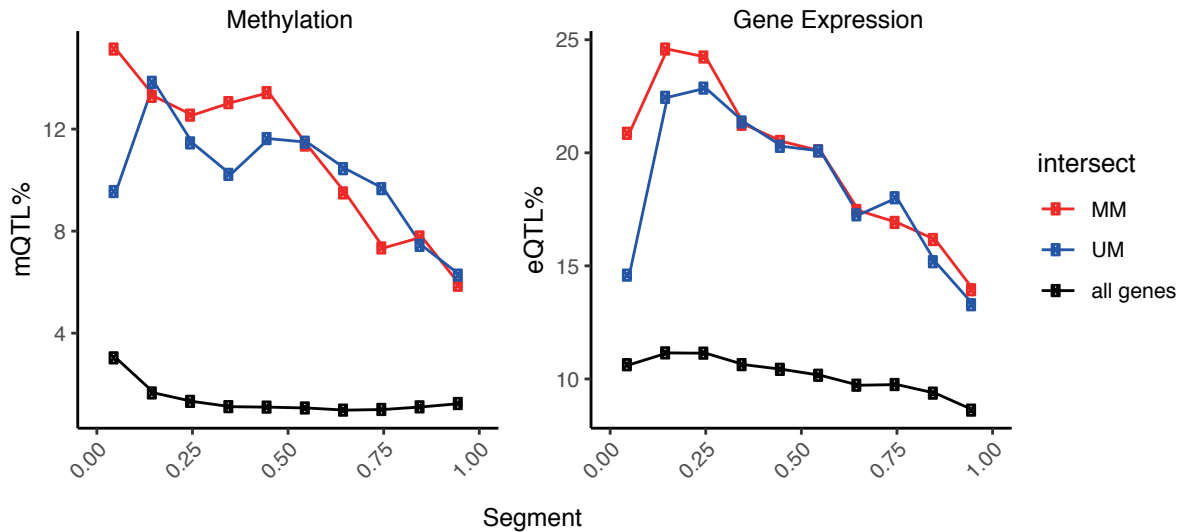 Methylation
Gene Expression
mQTL%
12
8
4
0.00
0.25
0.50
0.75
1.00
eQTL%
25
20
15
10
0.00
0.25
0.50
0.75
1.00
Segment
intersect
MM
UM
all genes